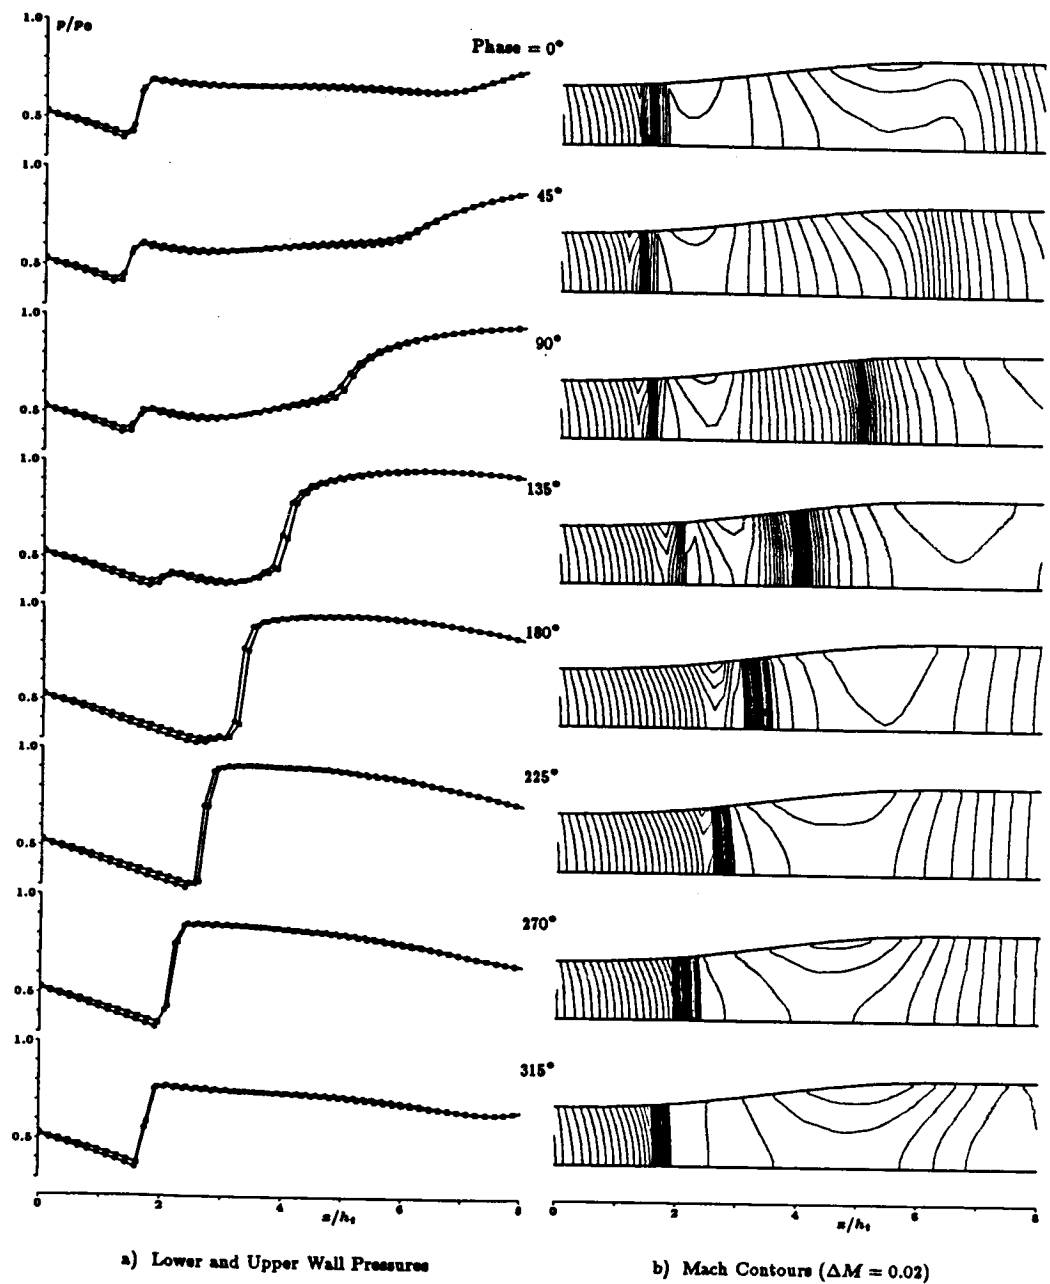 1.0
p/p₀
Phase = 0°
0.5
1.0
45°
0.5
1.0
90°
0.5
1.0
135°
0.5
1.0
180°
0.5
1.0
225°
0.5
1.0
270°
0.5
1.0
315°
0.5
0 2 4 6 8
x/hₜ
0 2 4 6 8
x/hₜ
a) Lower and Upper Wall Pressures
b) Mach Contours (ΔM = 0.02)